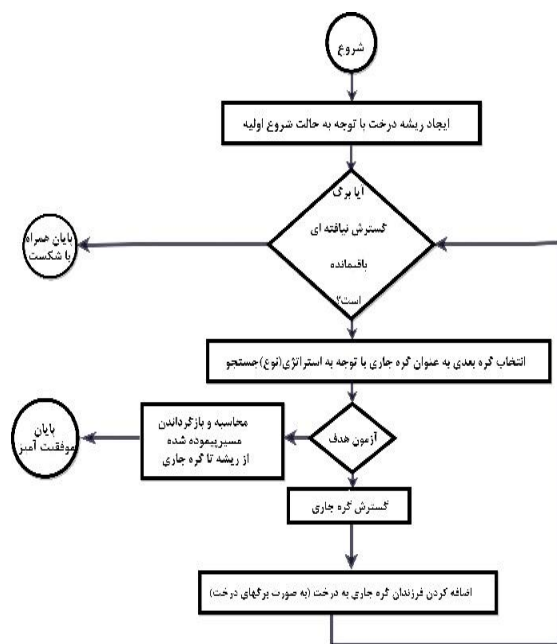 شروع
ایجاد ریشه درخت با توجه به حالت شروع اولیه
آیا برگ
گسترش نیافته ای
باقیمانده
است؟
پایان همراه
با شکست
انتخاب گره بعدی به عنوان گره جاری با توجه به استراتژی(نوع)جستجو
آزمون هدف
محاسبه و بازگرداندن
مسیرپیموده شده
از ریشه تا گره جاری
پایان
موفقیت آمیز
گسترش گره جاری
اضافه کردن فرزندان گره جاری به درخت (به صورت برگهای درخت)